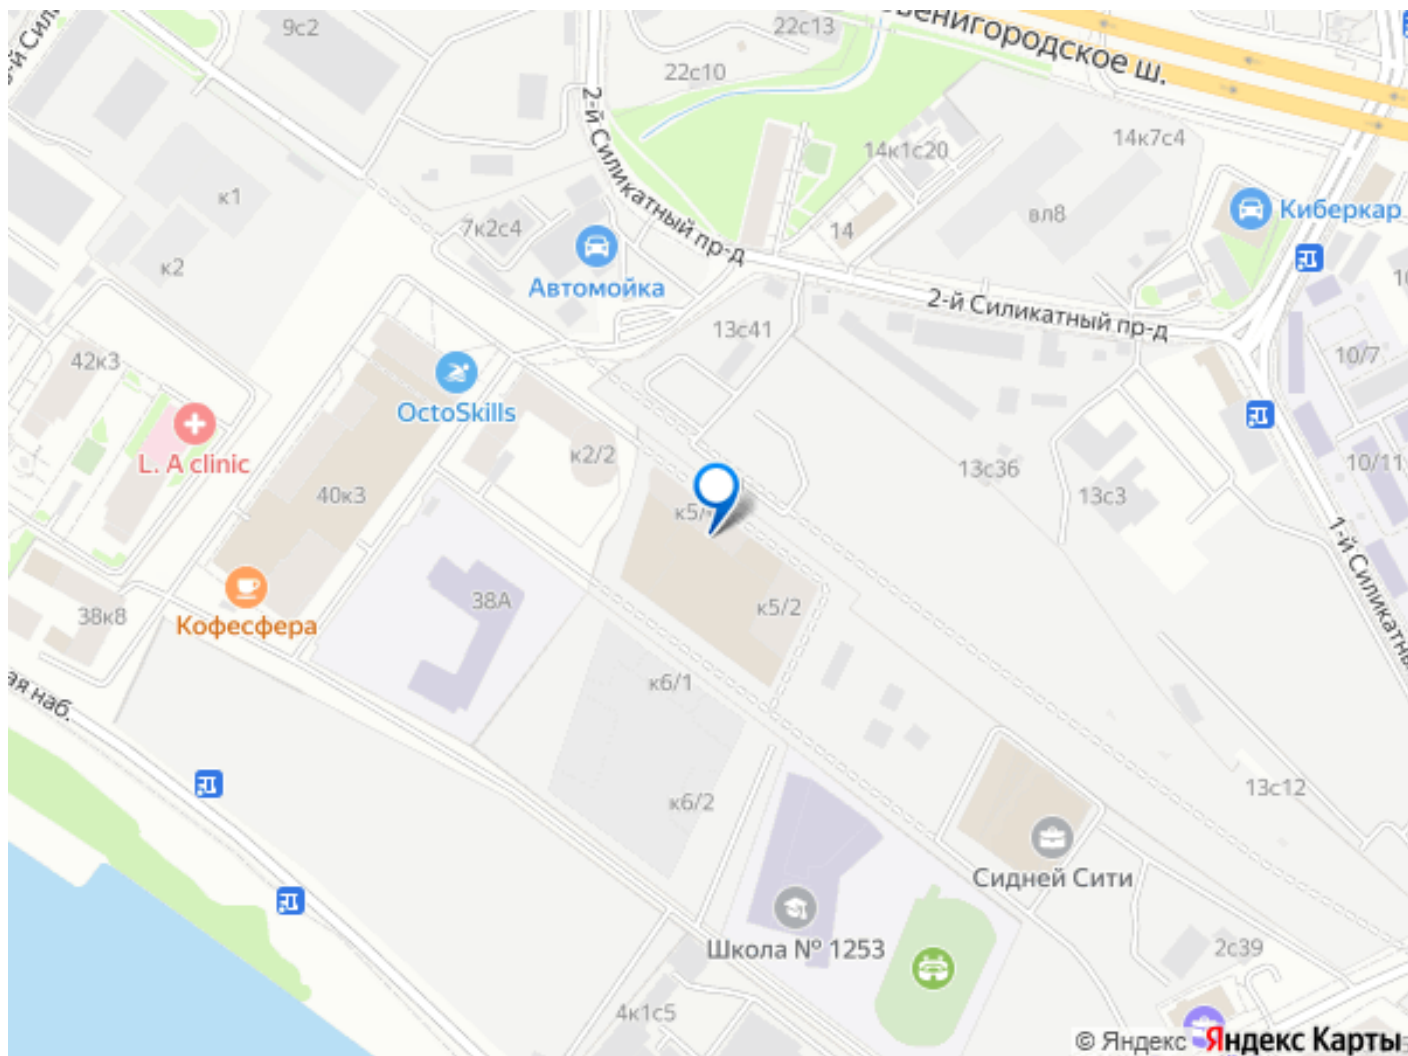 9с2
22с13
Звенигородское ш.
22с10
2-й Силикатный пр-д
14к7с4
14к1с20
к1
вл8
Киберкар
7к2с4
14
к2
Автомойка
2-й Силикатный пр-д
13с41
42к3
10/7
OctoSkills
L. A clinic
к2/2
10/11
13с36
40к3
13с3
к5/
1-й Силикатны
38А
к5/2
38к8
Кофесфера
ая наб.
к6/1
13с12
к6/2
Сидней Сити
Школа № 1253
2с39
4к1с5
© Яндекс Яндекс Карты